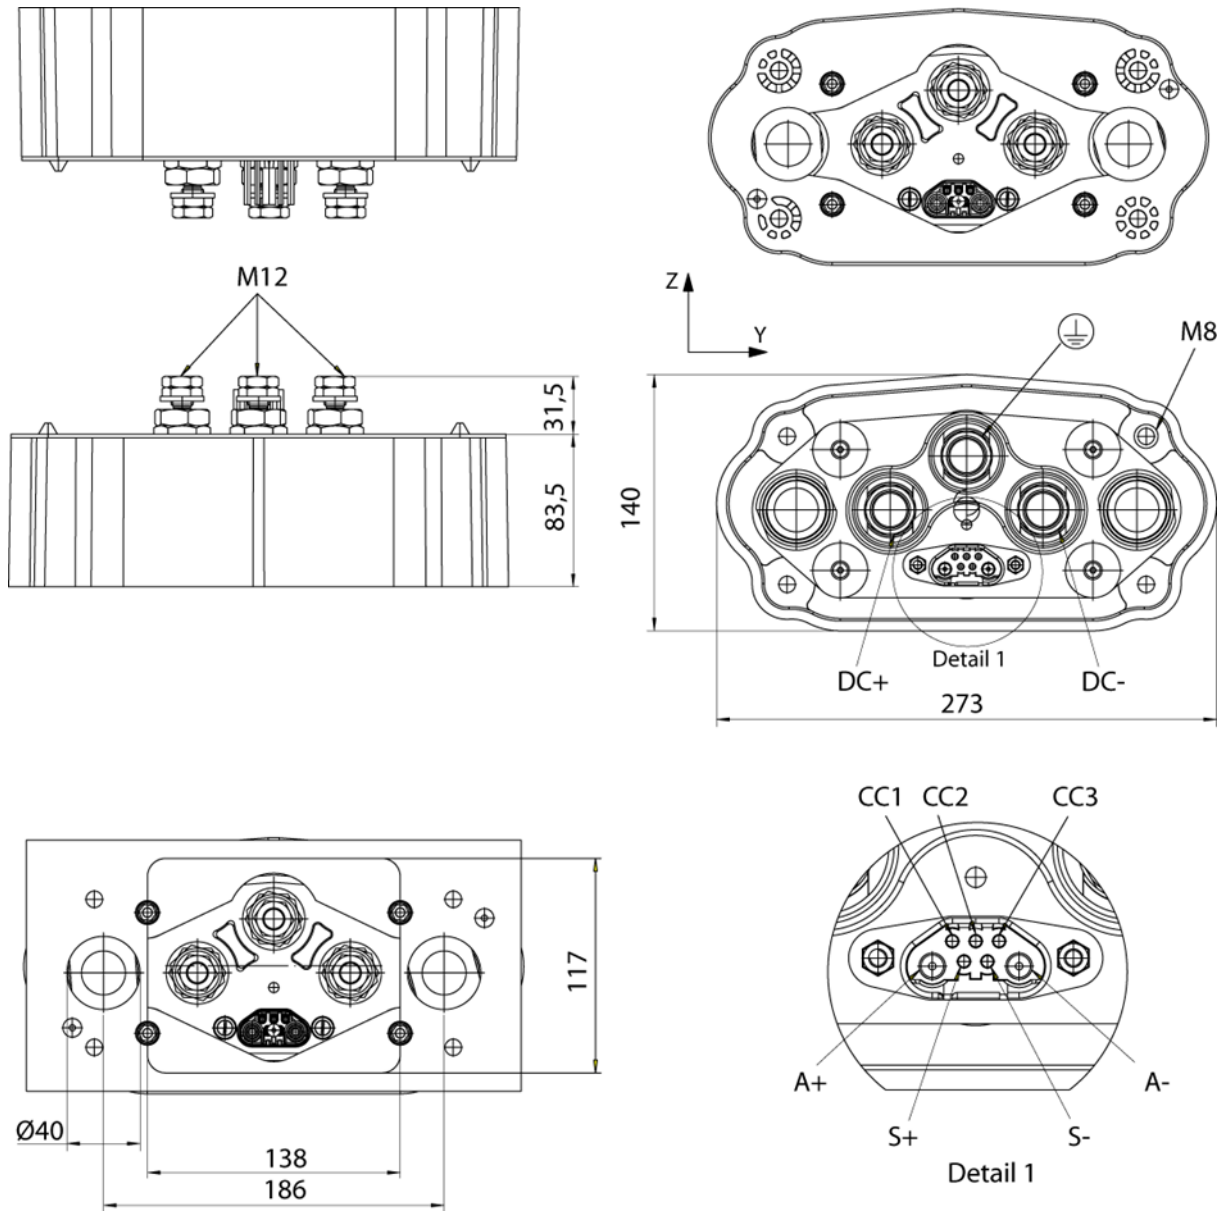 M12
31,5
83,5
Z
Y
M8
140
Detail 1
DC+
DC-
273
117
Ø40
138
186
CC1 CC2 CC3
A+ A-
S+ S-
Detail 1